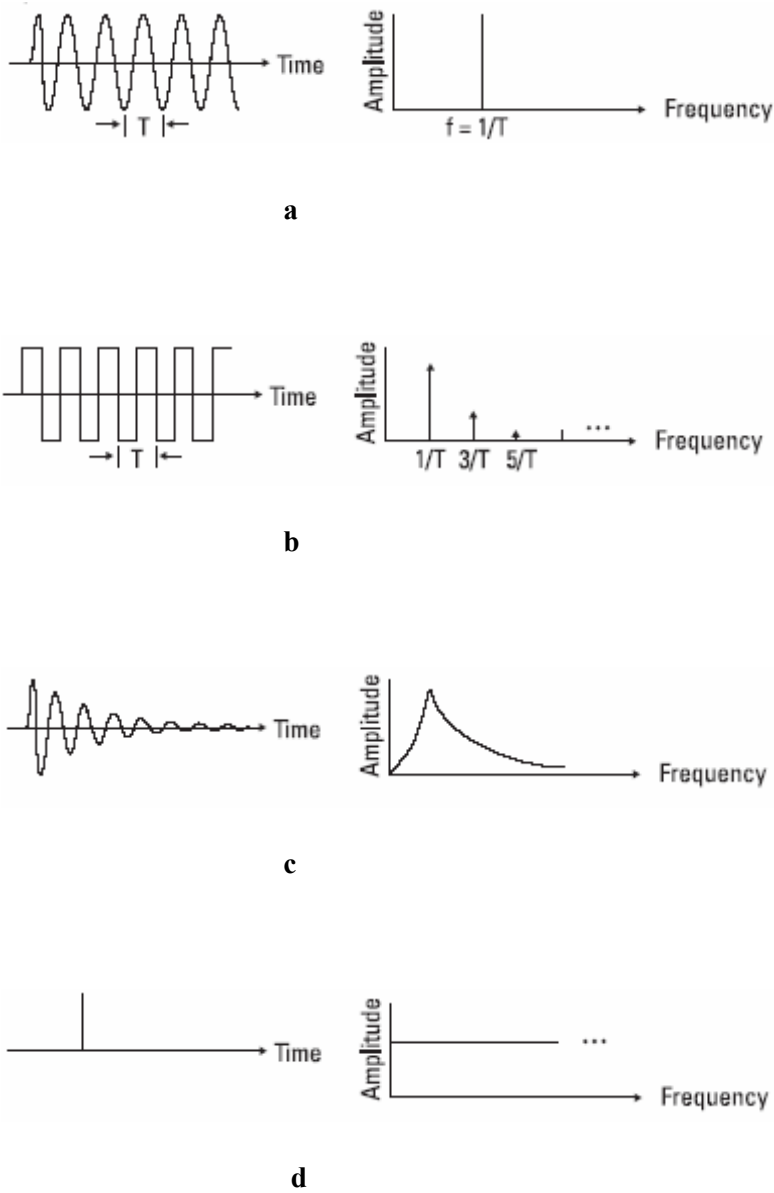 Time
T
Amplitude
f = 1/T
Frequency
a
Time
T
Amplitude
1/T 3/T 5/T
...
Frequency
b
Time
Amplitude
Frequency
c
Time
Amplitude
...
Frequency
d